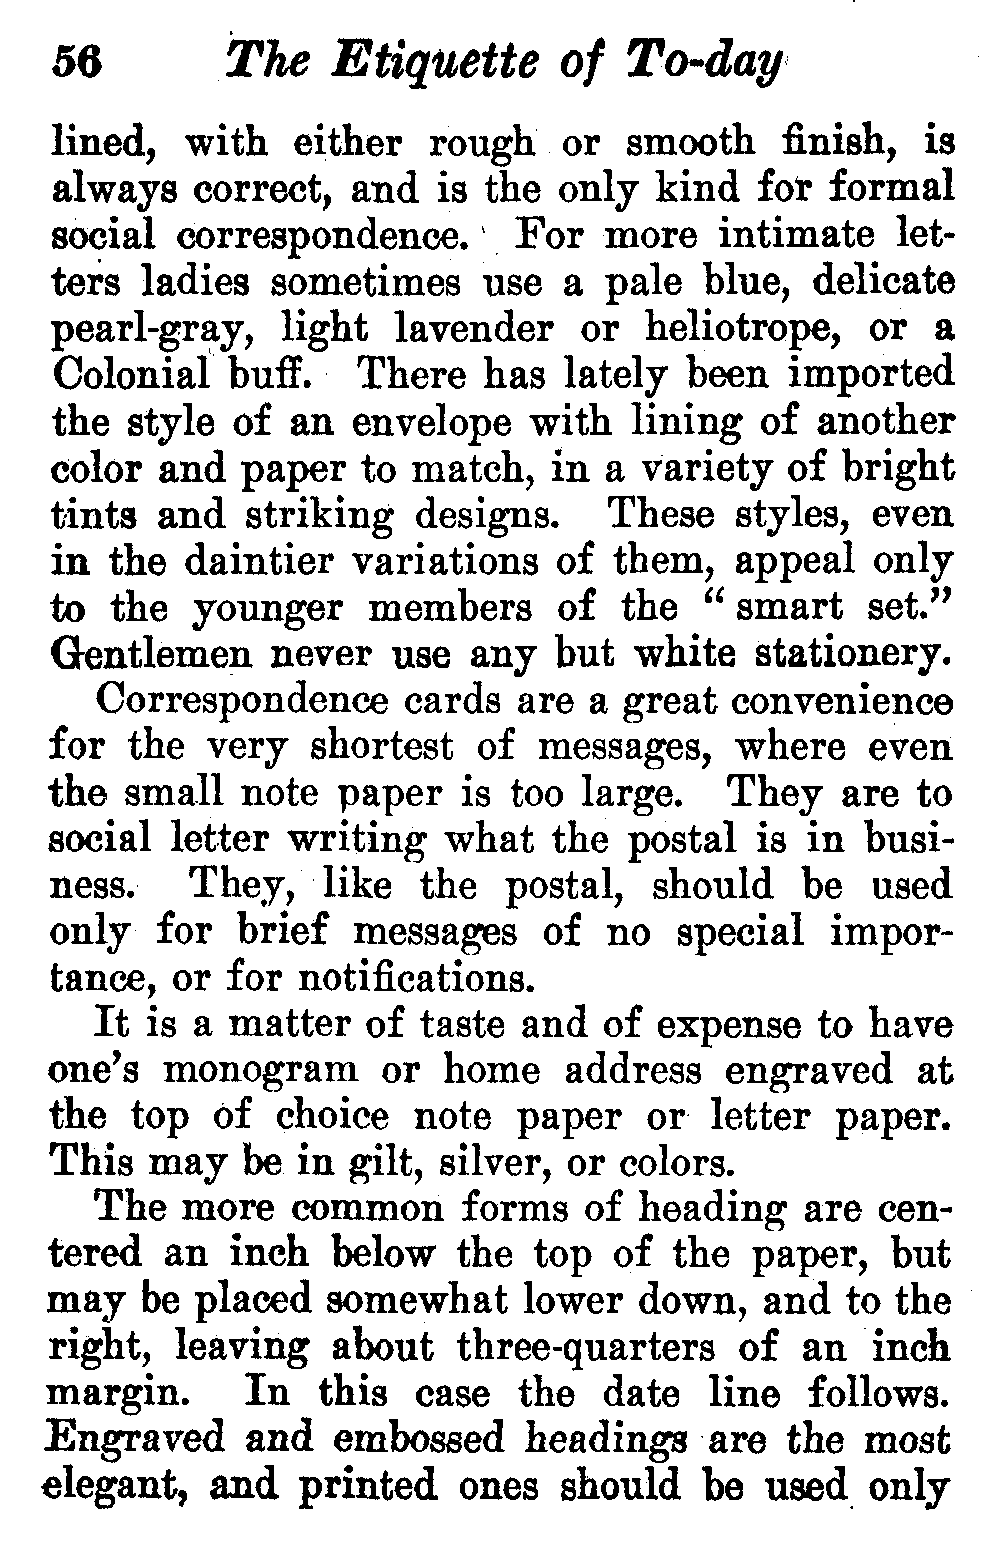 56 The Etiquette of To-day
lined, with either rough or smooth finish, is
always correct, and is the only kind for formal
social correspondence. For more intimate let-
ters ladies sometimes use a pale blue, delicate
pearl-gray, light lavender or heliotrope, or a
Colonial buff. There has lately been imported
the style of an envelope with lining of another
color and paper to match, in a variety of bright
tints and striking designs. These styles, even
in the daintier variations of them, appeal only
to the younger members of the “ smart set.”
Gentlemen never use any but white stationery.
Correspondence cards are a great convenience
for the very shortest of messages, where even
the small note paper is too large. They are to
social letter writing what the postal is in busi-
ness. They, like the postal, should be used
only for brief messages of no special impor-
tance, or for notifications.
It is a matter of taste and of expense to have
one’s monogram or home address engraved at
the top of choice note paper or letter paper.
This may be in gilt, silver, or colors.
The more common forms of heading are cen-
tered an inch below the top of the paper, but
may be placed somewhat lower down, and to the
right, leaving about three-quarters of an inch
margin. In this case the date line follows.
Engraved and embossed headings are the most
elegant, and printed ones should be used only